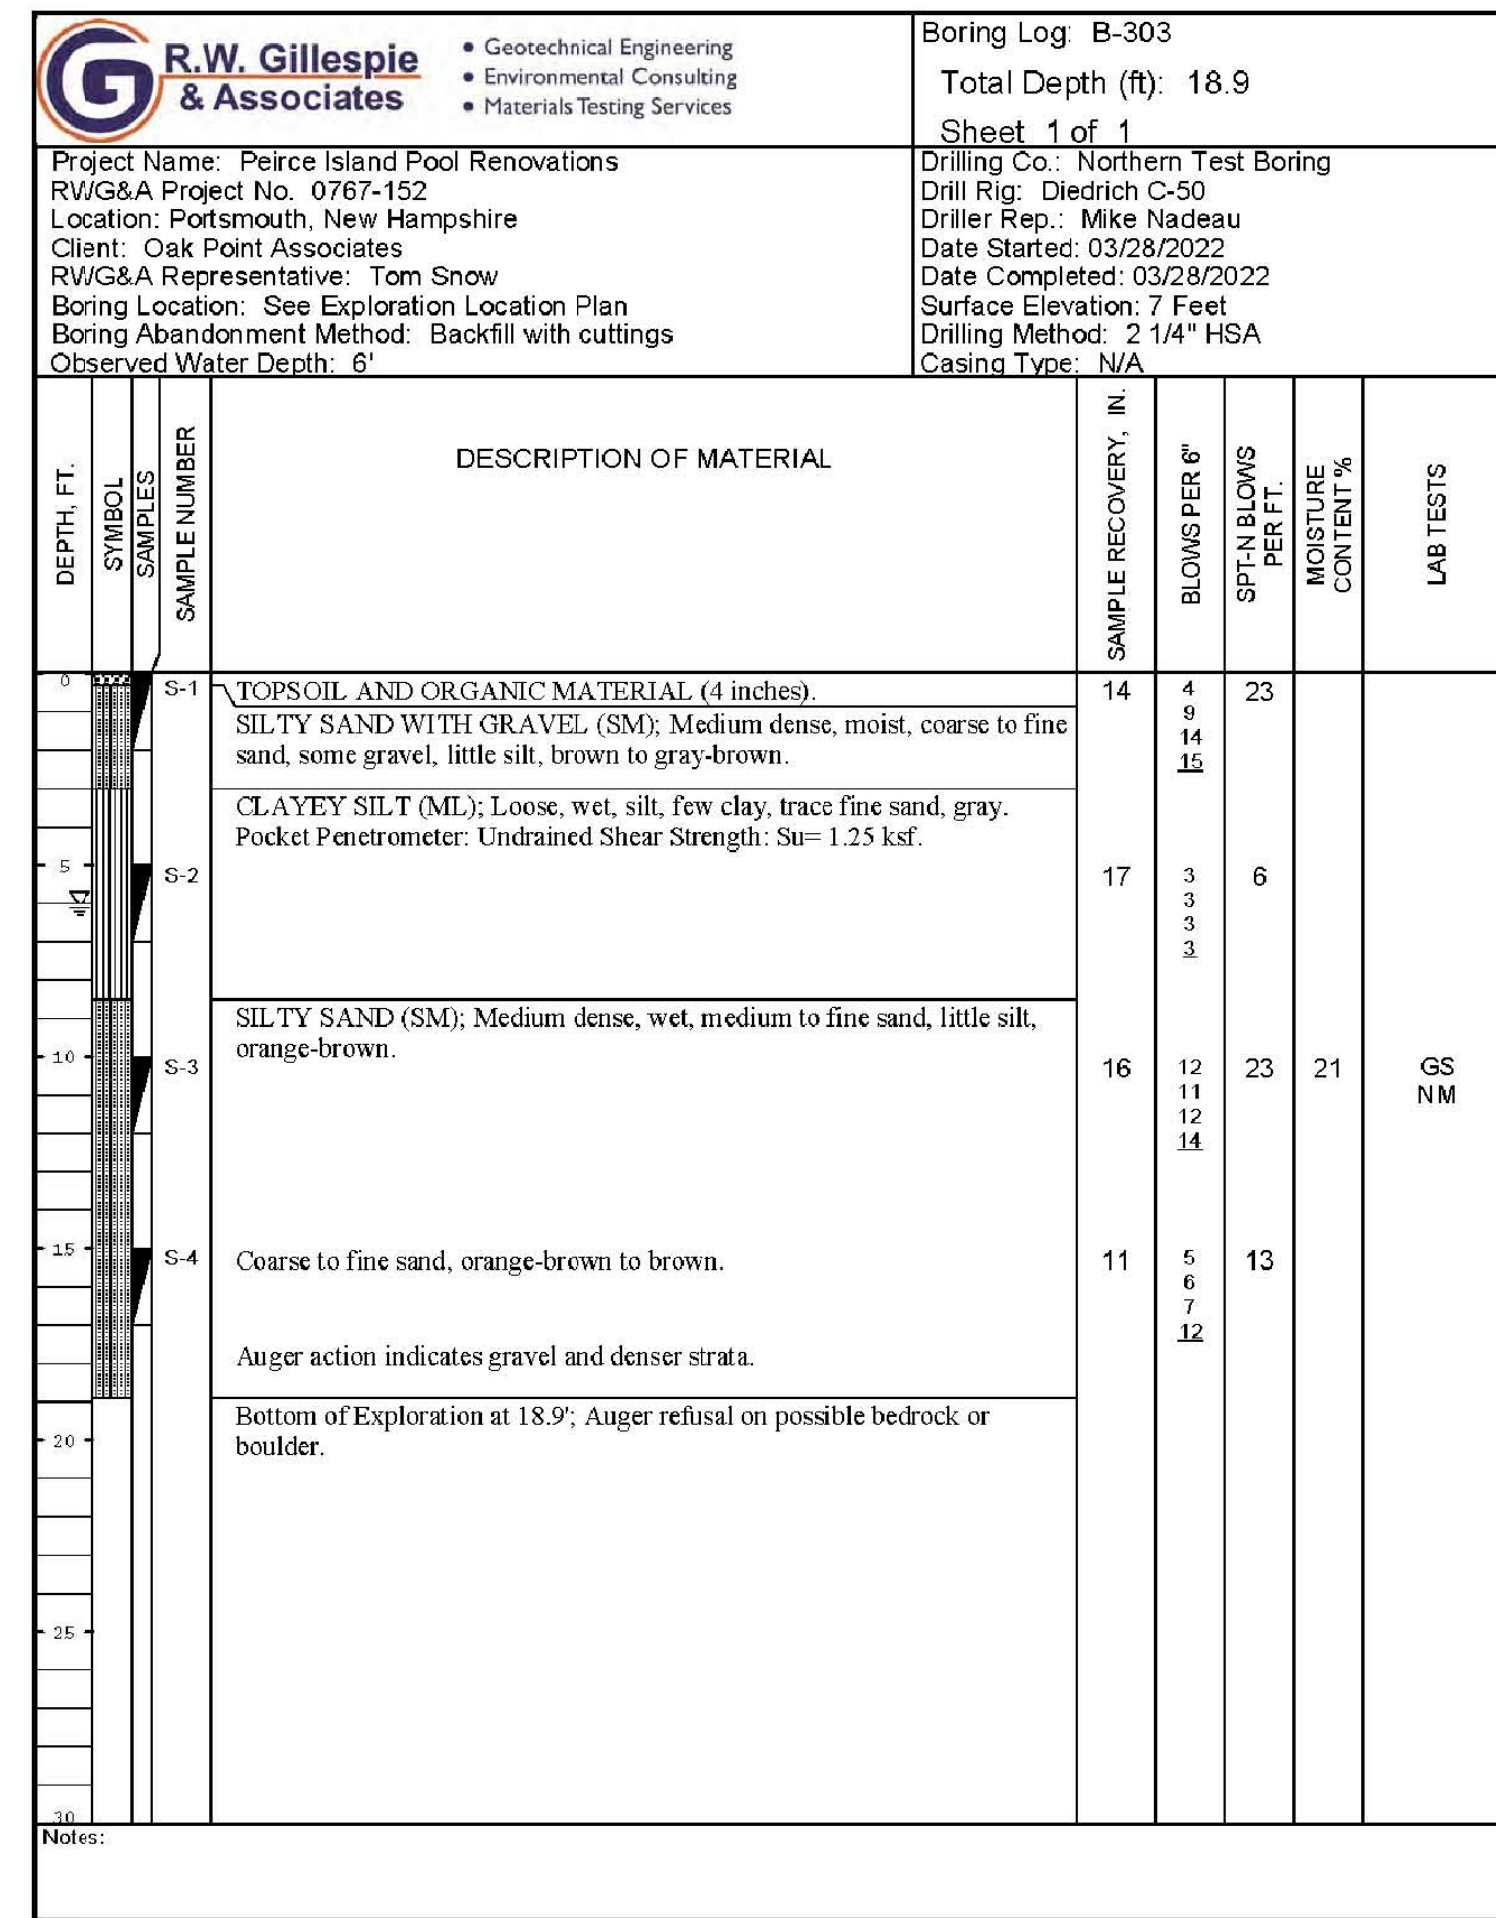 G R.W. Gillespie
& Associates
• Geotechnical Engineering
• Environmental Consulting
• Materials Testing Services
Boring Log: B-303
Total Depth (ft): 18.9
Sheet 1 of 1
Project Name: Peirce Island Pool Renovations
RWG&A Project No. 0767-152
Location: Portsmouth, New Hampshire
Client: Oak Point Associates
RWG&A Representative: Tom Snow
Boring Location: See Exploration Location Plan
Boring Abandonment Method: Backfill with cuttings
Observed Water Depth: 6'
Drilling Co.: Northern Test Boring
Drill Rig: Diedrich C-50
Driller Rep.: Mike Nadeau
Date Started: 03/28/2022
Date Completed: 03/28/2022
Surface Elevation: 7 Feet
Drilling Method: 2 1/4" HSA
Casing Type: N/A
DEPTH, FT.
SYMBOL
SAMPLES
SAMPLE NUMBER
DESCRIPTION OF MATERIAL
SAMPLE RECOVERY, IN.
BLOWS PER 6"
SPT-N BLOWS
PER FT.
MOISTURE
CONTENT %
LAB TESTS
0
S-1 TOPSOIL AND ORGANIC MATERIAL (4 inches). 14 4 23
9
SILTY SAND WITH GRAVEL (SM); Medium dense, moist, coarse to fine
14
sand, some gravel, little silt, brown to gray-brown. 15
CLAYEY SILT (ML); Loose, wet, silt, few clay, trace fine sand, gray.
Pocket Penetrometer: Undrained Shear Strength: Su= 1.25 ksf.
5 S-2 17 3 6
3
3
3
SILTY SAND (SM); Medium dense, wet, medium to fine sand, little silt,
orange-brown.
10 S-3 16 12 23 21 GS
11 NM
12
14
15 S-4 Coarse to fine sand, orange-brown to brown. 11 5 13
6
7
12
Auger action indicates gravel and denser strata.
Bottom of Exploration at 18.9'; Auger refusal on possible bedrock or
20 boulder.
25
30
Notes: